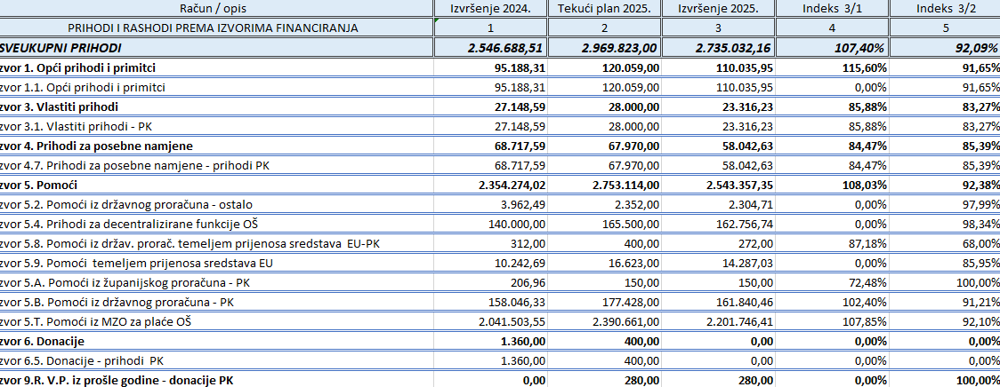 Račun / opis Izvršenje 2024. Tekući plan 2025. Izvršenje 2025. Indeks 3/1 Indeks 3/2
PRIHODI I RASHODI PREMA IZVORIMA FINANCIRANJA 1 2 3 4 5
SVEUKUPNI PRIHODI 2.546.688,51 2.969.823,00 2.735.032,16 107,40% 92,09%
zvor 1. Opći prihodi i primitci 95.188,31 120.059,00 110.035,95 115,60% 91,65%
zvor 1.1. Opći prihodi i primitci 95.188,31 120.059,00 110.035,95 0,00% 91,65%
zvor 3. Vlastiti prihodi 27.148,59 28.000,00 23.316,23 85,88% 83,27%
zvor 3.1. Vlastiti prihodi - PK 27.148,59 28.000,00 23.316,23 85,88% 83,27%
zvor 4. Prihodi za posebne namjene 68.717,59 67.970,00 58.042,63 84,47% 85,39%
zvor 4.7. Prihodi za posebne namjene - prihodi PK 68.717,59 67.970,00 58.042,63 84,47% 85,39%
zvor 5. Pomoći 2.354.274,02 2.753.114,00 2.543.357,35 108,03% 92,38%
zvor 5.2. Pomoći iz državnog proračuna - ostalo 3.962,49 2.352,00 2.304,71 0,00% 97,99%
zvor 5.4. Prihodi za decentralizirane funkcije OŠ 140.000,00 165.500,00 162.756,74 0,00% 98,34%
zvor 5.8. Pomoći iz držav. prorač. temeljem prijenosa sredstava EU-PK 312,00 400,00 272,00 87,18% 68,00%
zvor 5.9. Pomoći temeljem prijenosa sredstava EU 10.242,69 16.623,00 14.287,03 0,00% 85,95%
zvor 5.A. Pomoći iz županijskog proračuna - PK 206,96 150,00 150,00 72,48% 100,00%
zvor 5.B. Pomoći iz državnog proračuna - PK 158.046,33 177.428,00 161.840,46 102,40% 91,21%
zvor 5.T. Pomoći iz MZO za plaće OŠ 2.041.503,55 2.390.661,00 2.201.746,41 107,85% 92,10%
zvor 6. Donacije 1.360,00 400,00 0,00 0,00% 0,00%
zvor 6.5. Donacije - prihodi PK 1.360,00 400,00 0,00 0,00% 0,00%
zvor 9.R. V.P. iz prošle godine - donacije PK 0,00 280,00 280,00 0,00% 100,00%